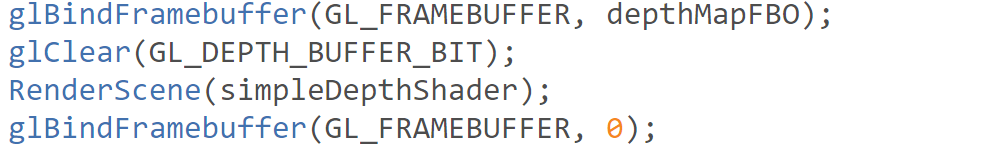 glBindFramebuffer(GL_FRAMEBUFFER, depthMapFBO);
glClear(GL_DEPTH_BUFFER_BIT);
RenderScene(simpleDepthShader);
glBindFramebuffer(GL_FRAMEBUFFER, 0);